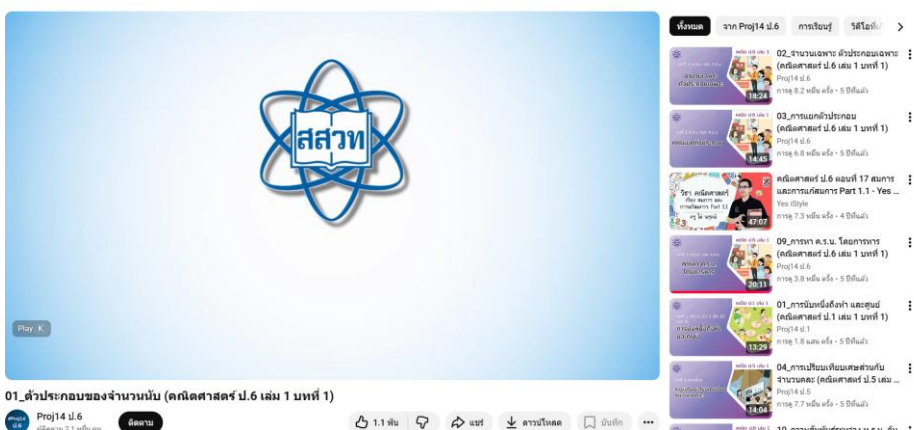 สสวท
Play K
01_ตัวประกอบของจำนวนนับ (คณิตศาสตร์ ป.6 เล่ม 1 บทที่ 1)
Proj14 ป.6
ติดตาม
1.1 พัน
แชร์
ดาวน์โหลด
บันทึก
ทั้งหมด
จาก Proj14 ป.6
การเรียนรู้
02_จำนวนเฉพาะ ตัวประกอบเฉพาะ
(คณิตศาสตร์ ป.6 เล่ม 1 บทที่ 1)
Proj14 ป.6
การดู 8.2 หมื่น ครั้ง • 5 ปีที่แล้ว
18:24
03_การแยกตัวประกอบ
(คณิตศาสตร์ ป.6 เล่ม 1 บทที่ 1)
Proj14 ป.6
การดู 6.8 หมื่น ครั้ง • 5 ปีที่แล้ว
14:45
คณิตศาสตร์ ป.6 ตอนที่ 17 สมการ
และการแก้สมการ Part 1.1 - Yes ...
Yes iStyle
การดู 7.3 หมื่น ครั้ง • 4 ปีที่แล้ว
47:07
09_การหา ค.ร.น. โดยการหาร
(คณิตศาสตร์ ป.6 เล่ม 1 บทที่ 1)
Proj14 ป.6
การดู 3.8 หมื่น ครั้ง • 5 ปีที่แล้ว
20:11
01_การนับหนึ่งถึงห้า และศูนย์
(คณิตศาสตร์ ป.1 เล่ม 1 บทที่ 1)
Proj14 ป.1
การดู 1.8 แสน ครั้ง • 5 ปีที่แล้ว
13:29
04_การเปรียบเทียบเศษส่วนกับ
จำนวนคละ (คณิตศาสตร์ ป.5 เล่ม ...
Proj14 ป.5
การดู 7.7 หมื่น ครั้ง • 5 ปีที่แล้ว
14:04